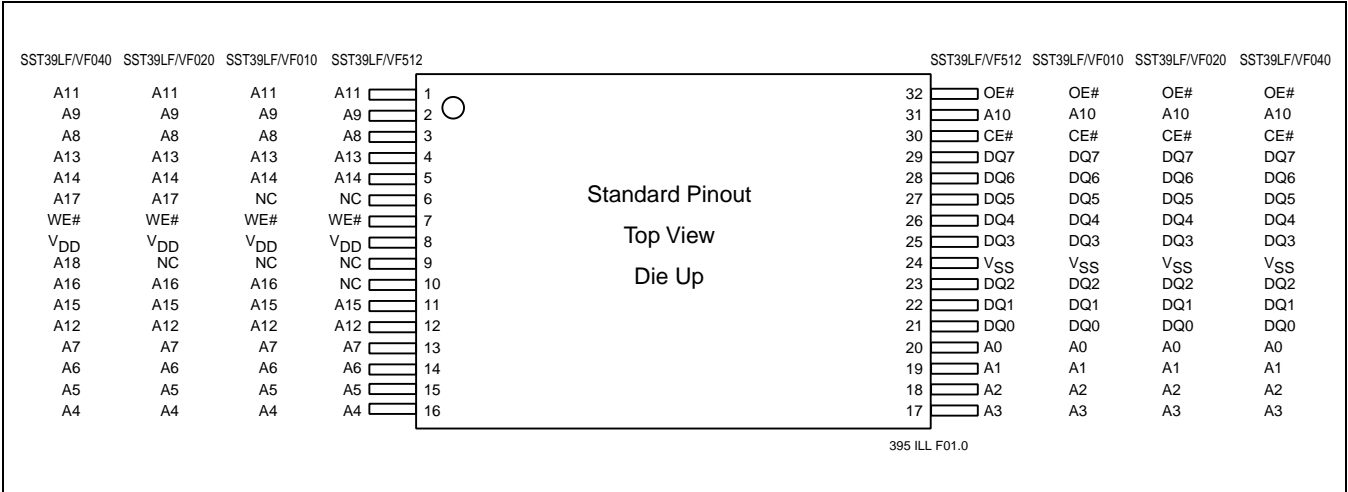 SST39LF/VF040 SST39LF/VF020 SST39LF/VF010 SST39LF/VF512 SST39LF/VF512 SST39LF/VF010 SST39LF/VF020 SST39LF/VF040
A11 A11 A11 A11 1 32 OE# OE# OE# OE#
A9 A9 A9 A9 2 31 A10 A10 A10 A10
A8 A8 A8 A8 3 30 CE# CE# CE# CE#
A13 A13 A13 A13 4 29 DQ7 DQ7 DQ7 DQ7
A14 A14 A14 A14 5 28 DQ6 DQ6 DQ6 DQ6
A17 A17 NC NC 6 27 DQ5 DQ5 DQ5 DQ5
WE# WE# WE# WE# 7 26 DQ4 DQ4 DQ4 DQ4
VDD VDD VDD VDD 8 25 DQ3 DQ3 DQ3 DQ3
A18 NC NC NC 9 24 VSS VSS VSS VSS
A16 A16 A16 NC 10 23 DQ2 DQ2 DQ2 DQ2
A15 A15 A15 A15 11 22 DQ1 DQ1 DQ1 DQ1
A12 A12 A12 A12 12 21 DQ0 DQ0 DQ0 DQ0
A7 A7 A7 A7 13 20 A0 A0 A0 A0
A6 A6 A6 A6 14 19 A1 A1 A1 A1
A5 A5 A5 A5 15 18 A2 A2 A2 A2
A4 A4 A4 A4 16 17 A3 A3 A3 A3
Standard Pinout
Top View
Die Up
395 ILL F01.0